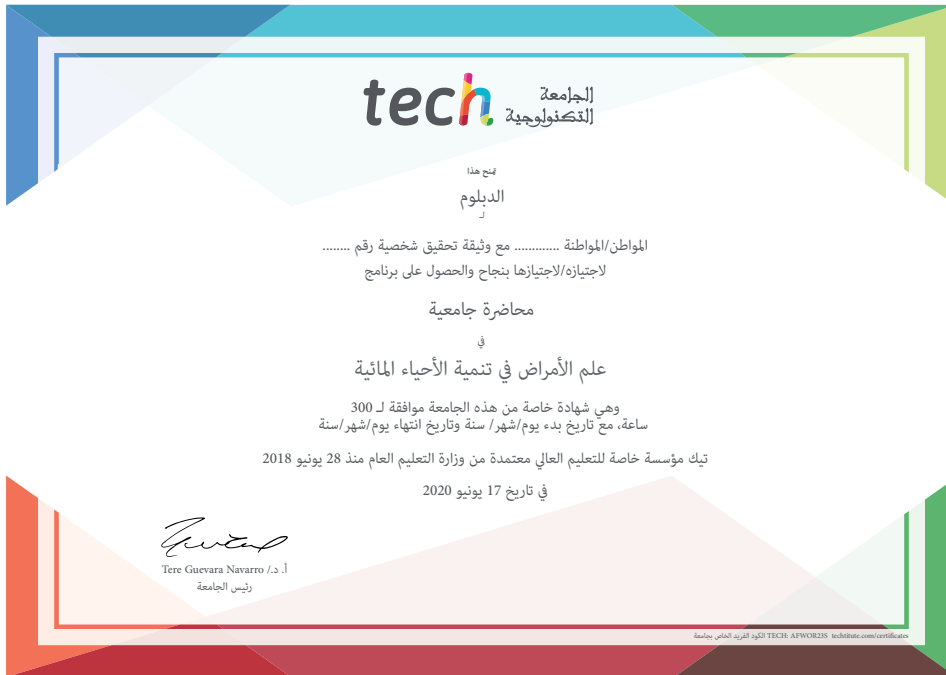 tech الجامعة
التكنولوجية
يمنح هذا
الدبلوم
لـ
المواطن/المواطنة ............. مع وثيقة تحقيق شخصية رقم ........
لاجتيازه/لاجتيازها بنجاح والحصول على برنامج
محاضرة جامعية
في
علم الأمراض في تنمية الأحياء المائية
وهي شهادة خاصة من هذه الجامعة موافقة لـ 300
ساعة، مع تاريخ بدء يوم/شهر/ سنة وتاريخ انتهاء يوم/شهر/سنة
تيك مؤسسة خاصة للتعليم العالي معتمدة من وزارة التعليم العام منذ 28 يونيو 2018
في تاريخ 17 يونيو 2020
أ. د./ Tere Guevara Navarro
رئيس الجامعة
الكود الفريد الخاص بجامعة TECH: AFWOR23S techtitute.com/certificates